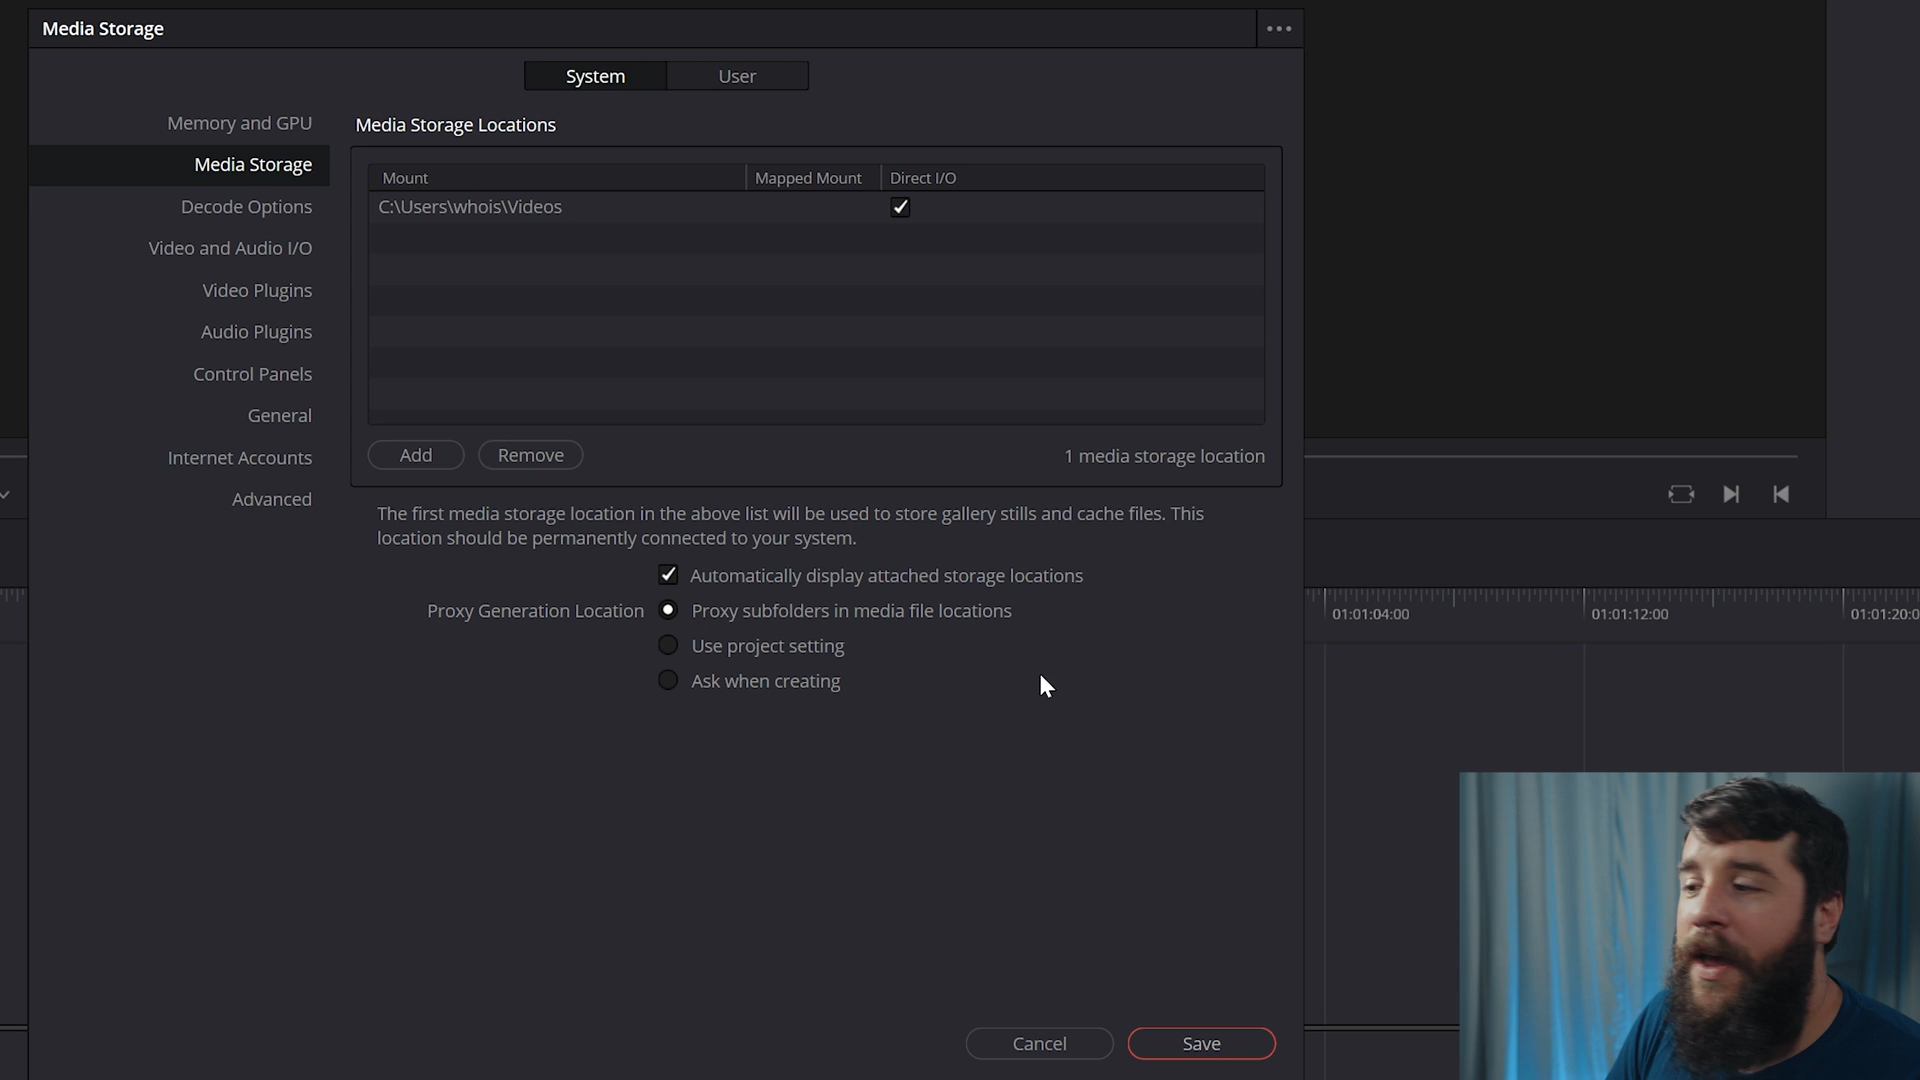 Media Storage
System
User
Memory and GPU
Media Storage
Decode Options
Video and Audio I/O
Video Plugins
Audio Plugins
Control Panels
General
Internet Accounts
Advanced
Media Storage Locations
Mount
Mapped Mount
Direct I/O
C:\Users\whois\Videos
Add
Remove
1 media storage location
The first media storage location in the above list will be used to store gallery stills and cache files. This
location should be permanently connected to your system.
Automatically display attached storage locations
Proxy Generation Location
Proxy subfolders in media file locations
Use project setting
Ask when creating
01:01:04:00
01:01:12:00
01:01:20:0
Cancel
Save